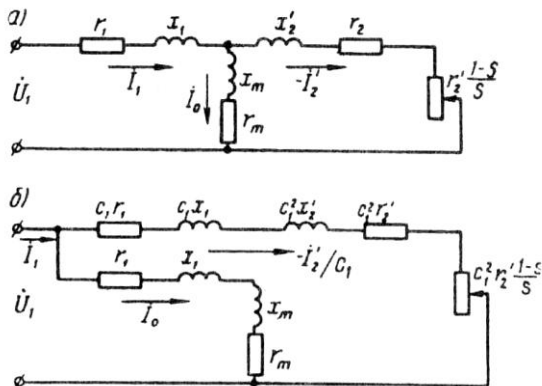 а)
r₁ x₁ x₂' r₂
İ₁ -İ₂'
U̇₁ İ₀ xₘ r₂' 1-S/S
rₘ
б)
c₁r₁ c₁x₁ c₁²x₂' c₁²r₂'
İ₁ -İ₂'/C₁
r₁ x₁ c₁²r₂' 1-S/S
U̇₁ İ₀ xₘ
rₘ